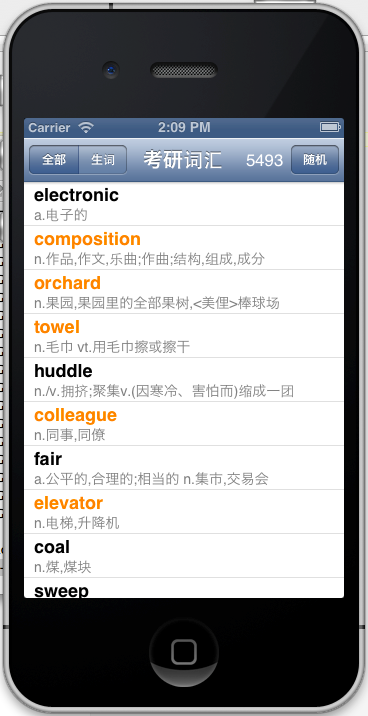 Carrier 2:09 PM
全部 生词 考研词汇 5493 随机
electronic
a.电子的
composition
n.作品,作文,乐曲;作曲;结构,组成,成分
orchard
n.果园,果园里的全部果树,<美俚>棒球场
towel
n.毛巾 vt.用毛巾擦或擦干
huddle
n./v.拥挤;聚集v.(因寒冷、害怕而)缩成一团
colleague
n.同事,同僚
fair
a.公平的,合理的;相当的 n.集市,交易会
elevator
n.电梯,升降机
coal
n.煤,煤块
sweep